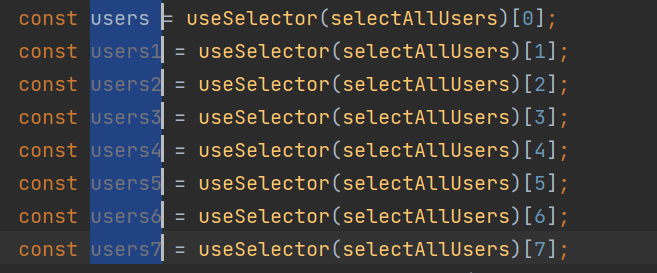 const users = useSelector(selectAllUsers)[0];
const users1 = useSelector(selectAllUsers)[1];
const users2 = useSelector(selectAllUsers)[2];
const users3 = useSelector(selectAllUsers)[3];
const users4 = useSelector(selectAllUsers)[4];
const users5 = useSelector(selectAllUsers)[5];
const users6 = useSelector(selectAllUsers)[6];
const users7 = useSelector(selectAllUsers)[7];